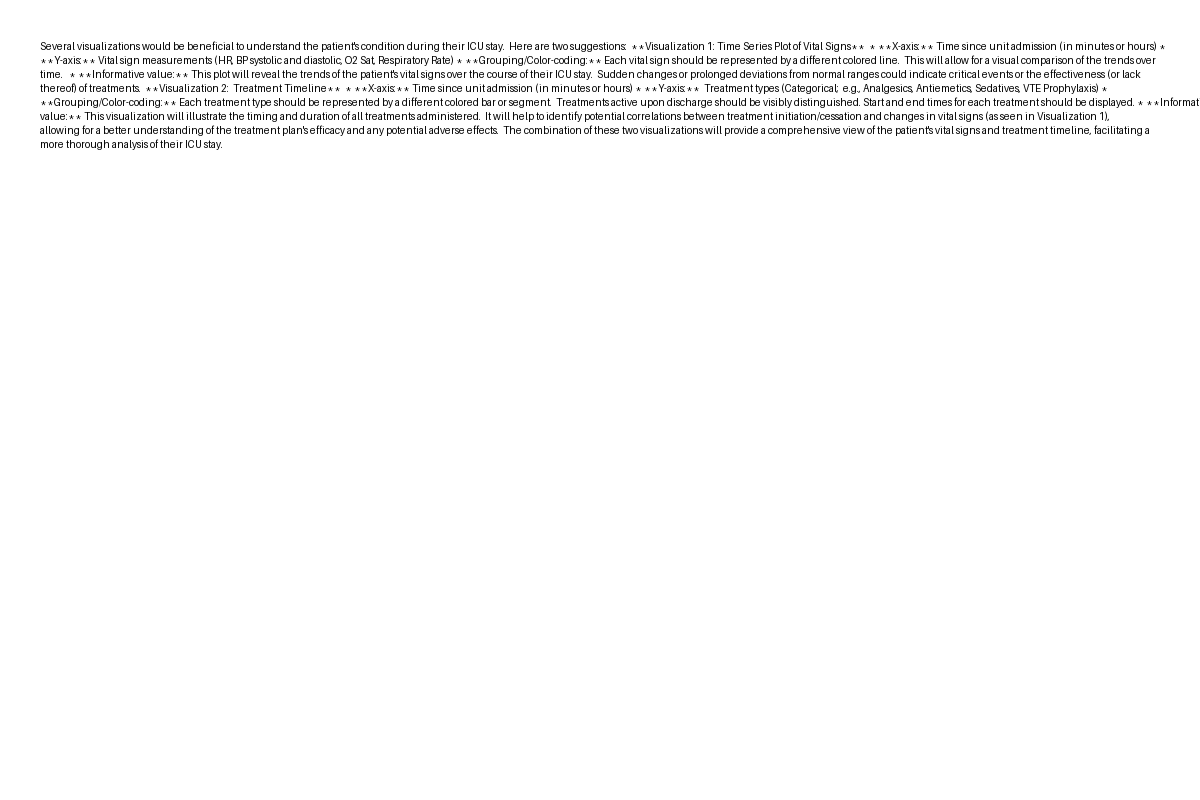 Several visualizations would be beneficial to understand the patient's condition during their ICU stay.  Here are two suggestions:  **Visualization 1: Time Series Plot of Vital Signs**  * **X-axis:** Time since unit admission (in minutes or hours) *
**Y-axis:** Vital sign measurements (HR, BP systolic and diastolic, O2 Sat, Respiratory Rate) * **Grouping/Color-coding:** Each vital sign should be represented by a different colored line.  This will allow for a visual comparison of the trends over
time.  * **Informative value:** This plot will reveal the trends of the patient's vital signs over the course of their ICU stay.  Sudden changes or prolonged deviations from normal ranges could indicate critical events or the effectiveness (or lack
thereof) of treatments.  **Visualization 2:  Treatment Timeline**  * **X-axis:** Time since unit admission (in minutes or hours) * **Y-axis:**  Treatment types (Categorical;  e.g., Analgesics, Antiemetics, Sedatives, VTE Prophylaxis) *
**Grouping/Color-coding:** Each treatment type should be represented by a different colored bar or segment.  Treatments active upon discharge should be visibly distinguished. Start and end times for each treatment should be displayed. * **Informat
value:** This visualization will illustrate the timing and duration of all treatments administered.  It will help to identify potential correlations between treatment initiation/cessation and changes in vital signs (as seen in Visualization 1),
allowing for a better understanding of the treatment plan's efficacy and any potential adverse effects.  The combination of these two visualizations will provide a comprehensive view of the patient's vital signs and treatment timeline, facilitating a
more thorough analysis of their ICU stay.